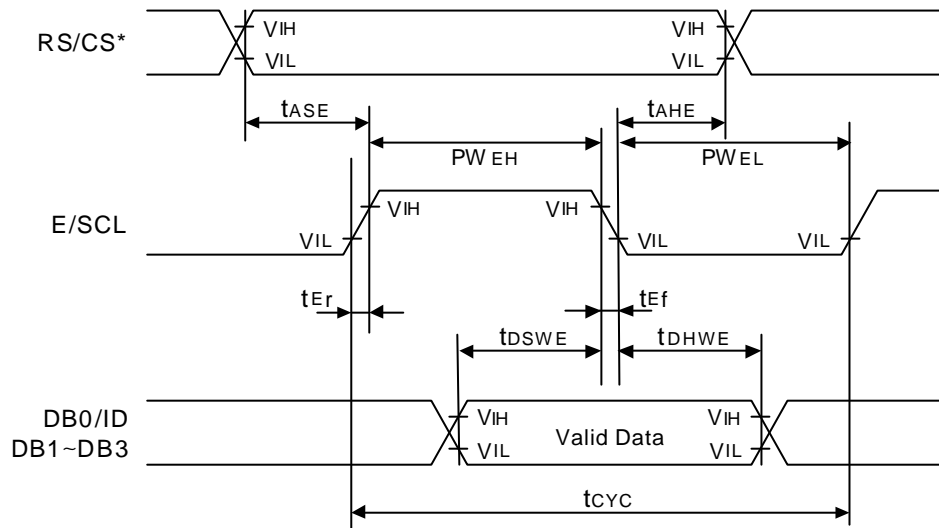 RS/CS*
VIH
VIH
VIL
VIL
tASE
tAHE
PWEH
PWEL
E/SCL
VIH
VIH
VIL
VIL
VIL
tEr
tEf
tDSWE
tDHWE
DB0/ID
DB1~DB3
VIH
VIH
Valid Data
VIL
VIL
tCYC